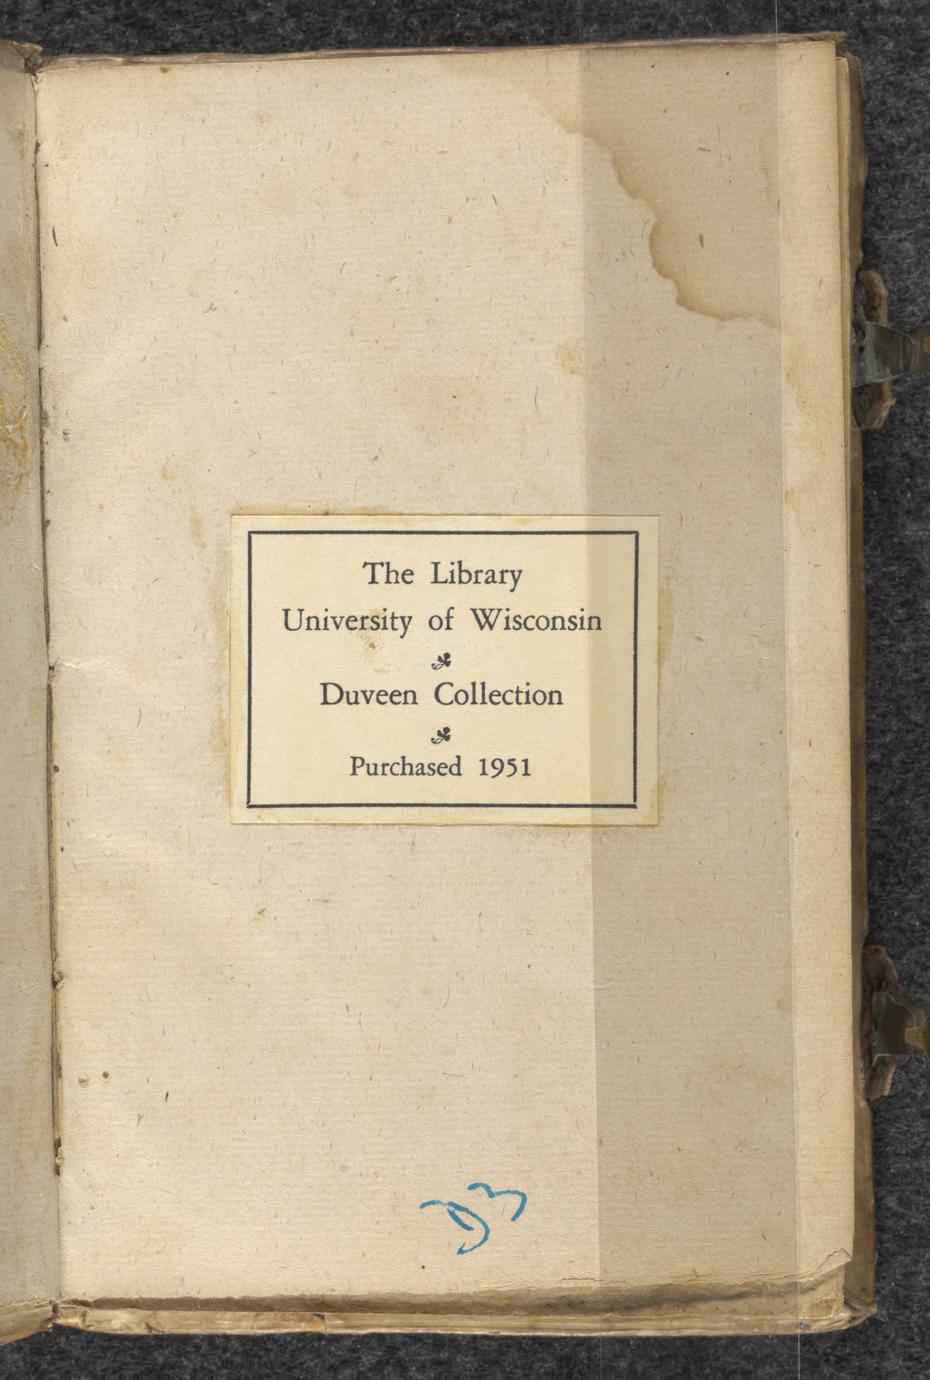 The Library
University of Wisconsin
Duveen Collection
Purchased 1951